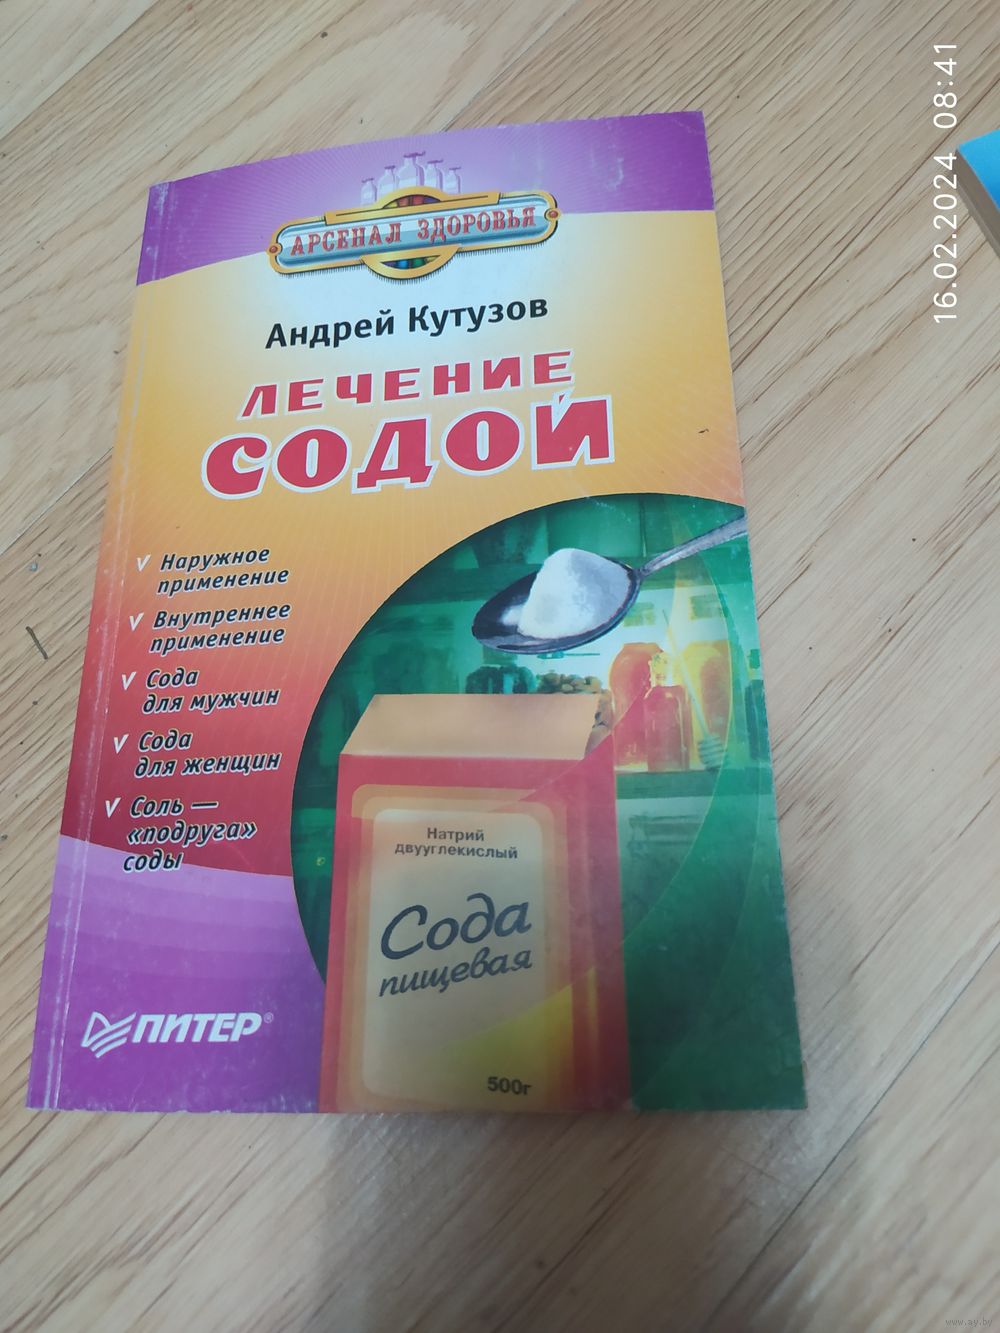 АРСЕНАЛ ЗДОРОВЬЯ
Андрей Кутузов
ЛЕЧЕНИЕ
СОДОЙ
Наружное
применение
Внутреннее
применение
Сода
для мужчин
Сода
для женщин
Соль —
«подруга»
соды
Натрий
двууглекислый
Сода
пищевая
500г
ПИТЕР®
16.02.2024 08:41
www.ay.by